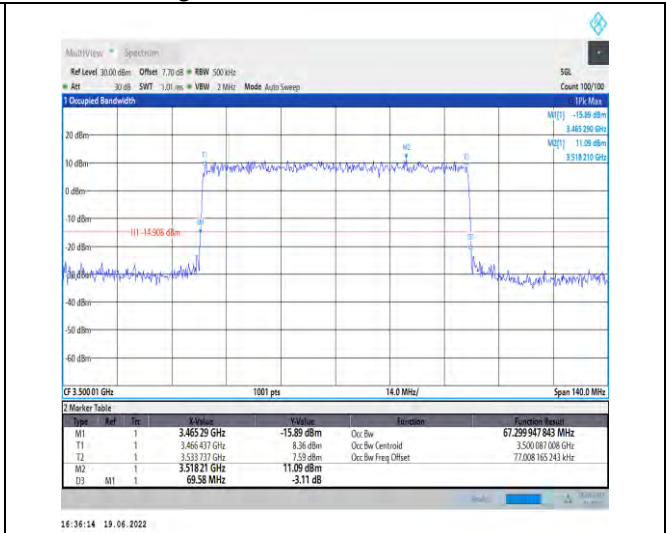 MultiView Spectrum
Ref Level 30.00 dBm Offset 7.70 dB RBW 500 kHz SGL
Att 30 dB SWT 1.01 ms VBW 2 MHz Mode Auto Sweep Count 100/100
1 Occupied Bandwidth 1Pk Max
M1[1] -15.89 dBm
3.465 290 GHz
20 dBm
M2[1] 11.09 dBm
3.518 210 GHz
M2
T1
10 dBm
0 dBm
-10 dBm
H1 -14.906 dBm
-20 dBm
-30 dBm
-40 dBm
-50 dBm
-60 dBm
CF 3.500 01 GHz 1001 pts 14.0 MHz/ Span 140.0 MHz
2 Marker Table
Type Ref Trc X-Value Y-Value Function Function Result
M1 1 3.465 29 GHz -15.89 dBm Occ Bw 67.299 947 843 MHz
T1 1 3.466 437 GHz 8.36 dBm Occ Bw Centroid 3.500 087 008 GHz
T2 1 3.533 737 GHz 7.59 dBm Occ Bw Freq Offset 77.008 165 243 kHz
M2 1 3.518 21 GHz 11.09 dBm
D3 M1 1 69.58 MHz -3.11 dB
16:36:14 19.06.2022